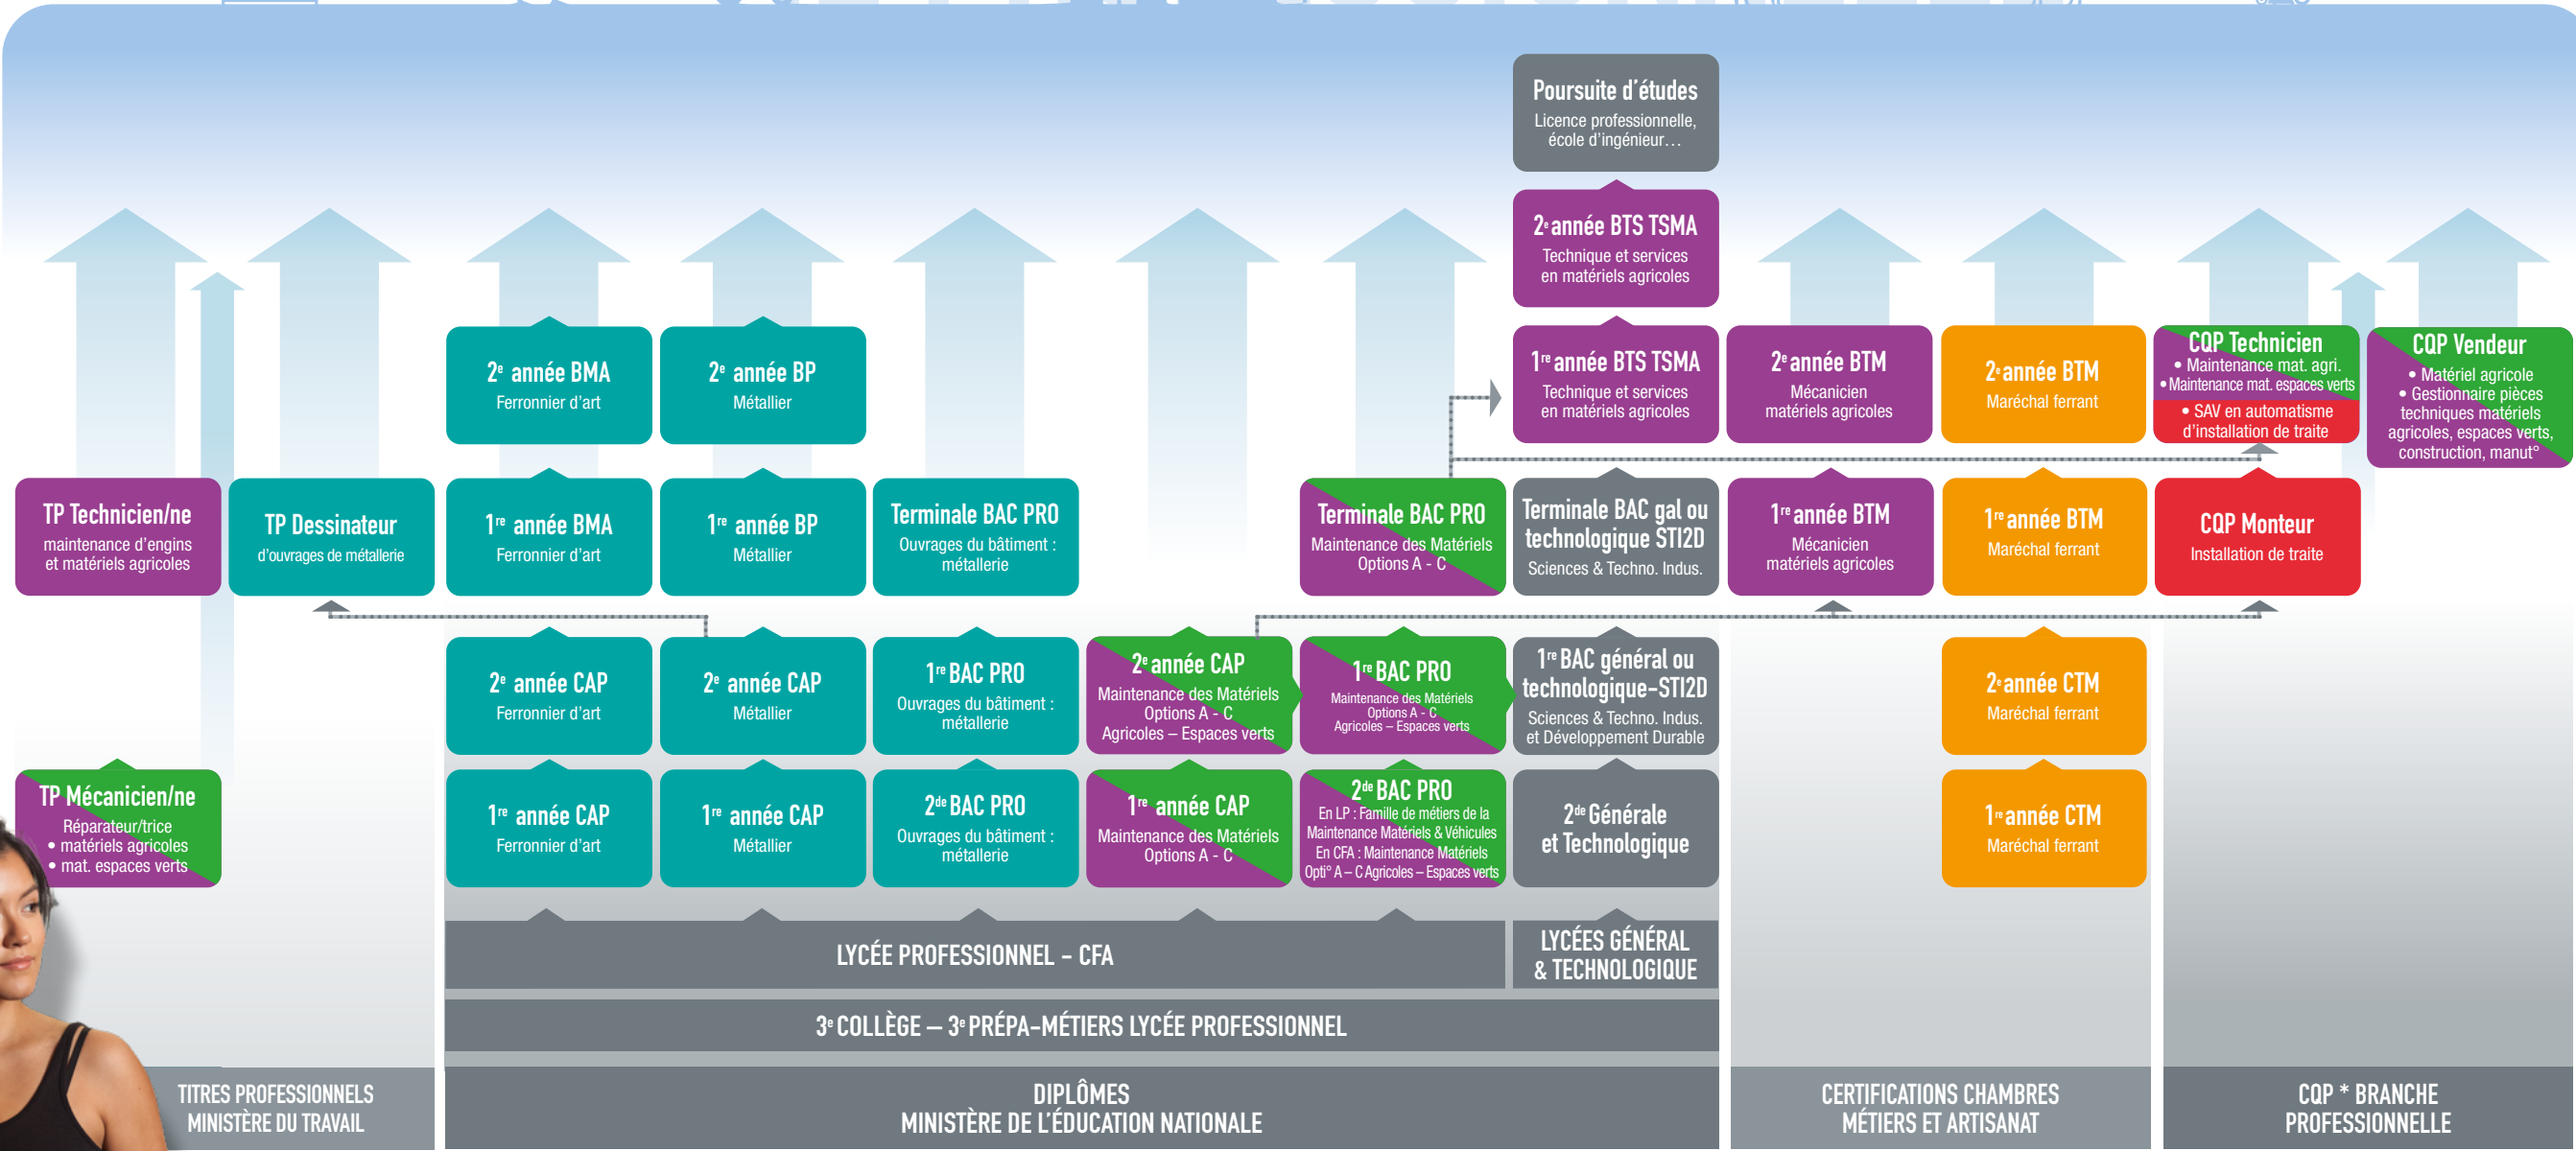 Poursuite d'études
Licence professionnelle,
école d'ingénieur…
2e année BTS TSMA
Technique et services
en matériels agricoles
2e année BMA
Ferronnier d'art
2e année BP
Métallier
1re année BTS TSMA
Technique et services
en matériels agricoles
2e année BTM
Mécanicien
matériels agricoles
2e année BTM
Maréchal ferrant
CQP Technicien
• Maintenance mat. agri.
• Maintenance mat. espaces verts
• SAV en automatisme
d'installation de traite
CQP Vendeur
• Matériel agricole
• Gestionnaire pièces
techniques matériels
agricoles, espaces verts,
construction, manut°
TP Technicien/ne
maintenance d'engins
et matériels agricoles
TP Dessinateur
d'ouvrages de métallerie
1re année BMA
Ferronnier d'art
1re année BP
Métallier
Terminale BAC PRO
Ouvrages du bâtiment :
métallerie
Terminale BAC PRO
Maintenance des Matériels
Options A - C
Terminale BAC gal ou
technologique STI2D
Sciences & Techno. Indus.
1re année BTM
Mécanicien
matériels agricoles
1re année BTM
Maréchal ferrant
CQP Monteur
Installation de traite
2e année CAP
Ferronnier d'art
2e année CAP
Métallier
1re BAC PRO
Ouvrages du bâtiment :
métallerie
2e année CAP
Maintenance des Matériels
Options A - C
Agricoles – Espaces verts
1re BAC PRO
Maintenance des Matériels
Options A - C
Agricoles – Espaces verts
1re BAC général ou
technologique-STI2D
Sciences & Techno. Indus.
et Développement Durable
2e année CTM
Maréchal ferrant
TP Mécanicien/ne
Réparateur/trice
• matériels agricoles
• mat. espaces verts
1re année CAP
Ferronnier d'art
1re année CAP
Métallier
2de BAC PRO
Ouvrages du bâtiment :
métallerie
1re année CAP
Maintenance des Matériels
Options A - C
2de BAC PRO
En LP : Famille de métiers de la
Maintenance Matériels & Véhicules
En CFA : Maintenance Matériels
Opti° A – C Agricoles – Espaces verts
2de Générale
et Technologique
1re année CTM
Maréchal ferrant
LYCÉE PROFESSIONNEL - CFA
LYCÉES GÉNÉRAL
& TECHNOLOGIQUE
3e COLLÈGE – 3e PRÉPA-MÉTIERS LYCÉE PROFESSIONNEL
TITRES PROFESSIONNELS
MINISTÈRE DU TRAVAIL
DIPLÔMES
MINISTÈRE DE L'ÉDUCATION NATIONALE
CERTIFICATIONS CHAMBRES
MÉTIERS ET ARTISANAT
CQP * BRANCHE
PROFESSIONNELLE